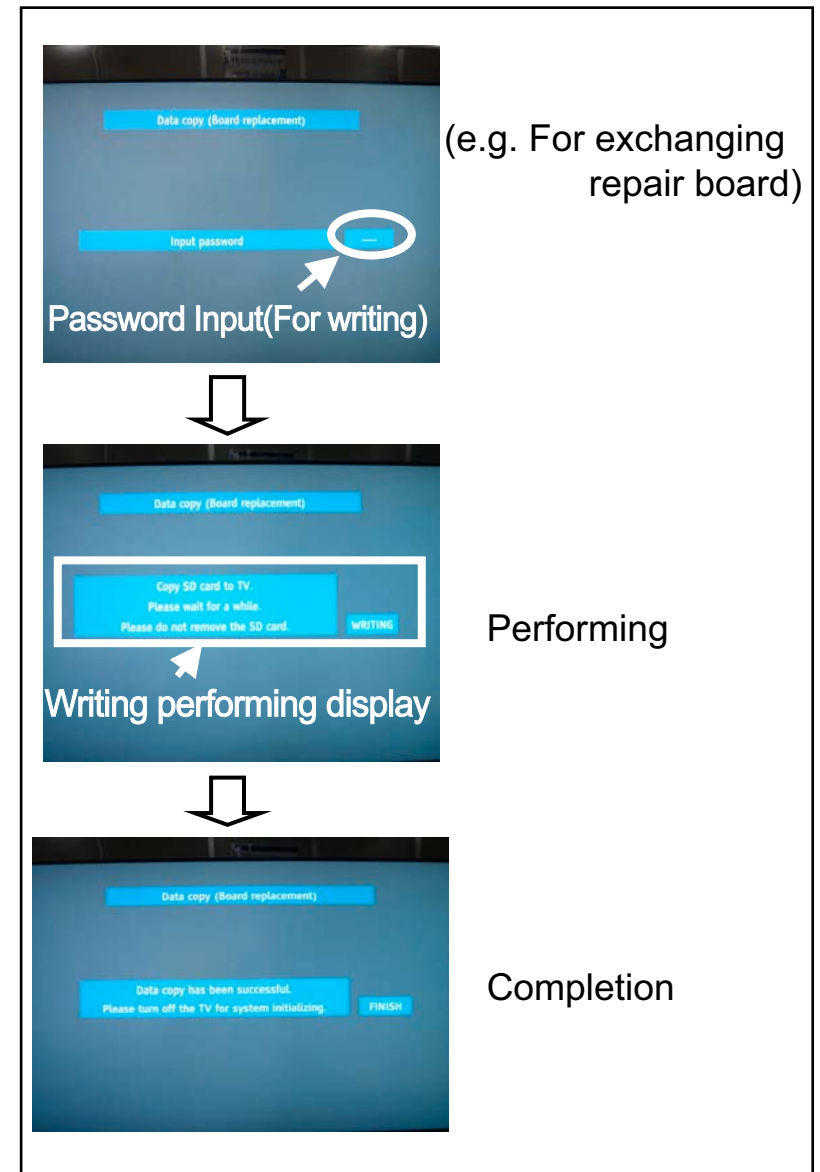 Data copy (Board replacement)
(e.g. For exchanging
repair board)
Input password
Password Input(For writing)
Data copy (Board replacement)
Copy SD card to TV.
Please wait for a while.
Please do not remove the SD card.
WRITING
Performing
Writing performing display
Data copy (Board replacement)
Data copy has been successful.
Please turn off the TV for system initializing.
FINISH
Completion